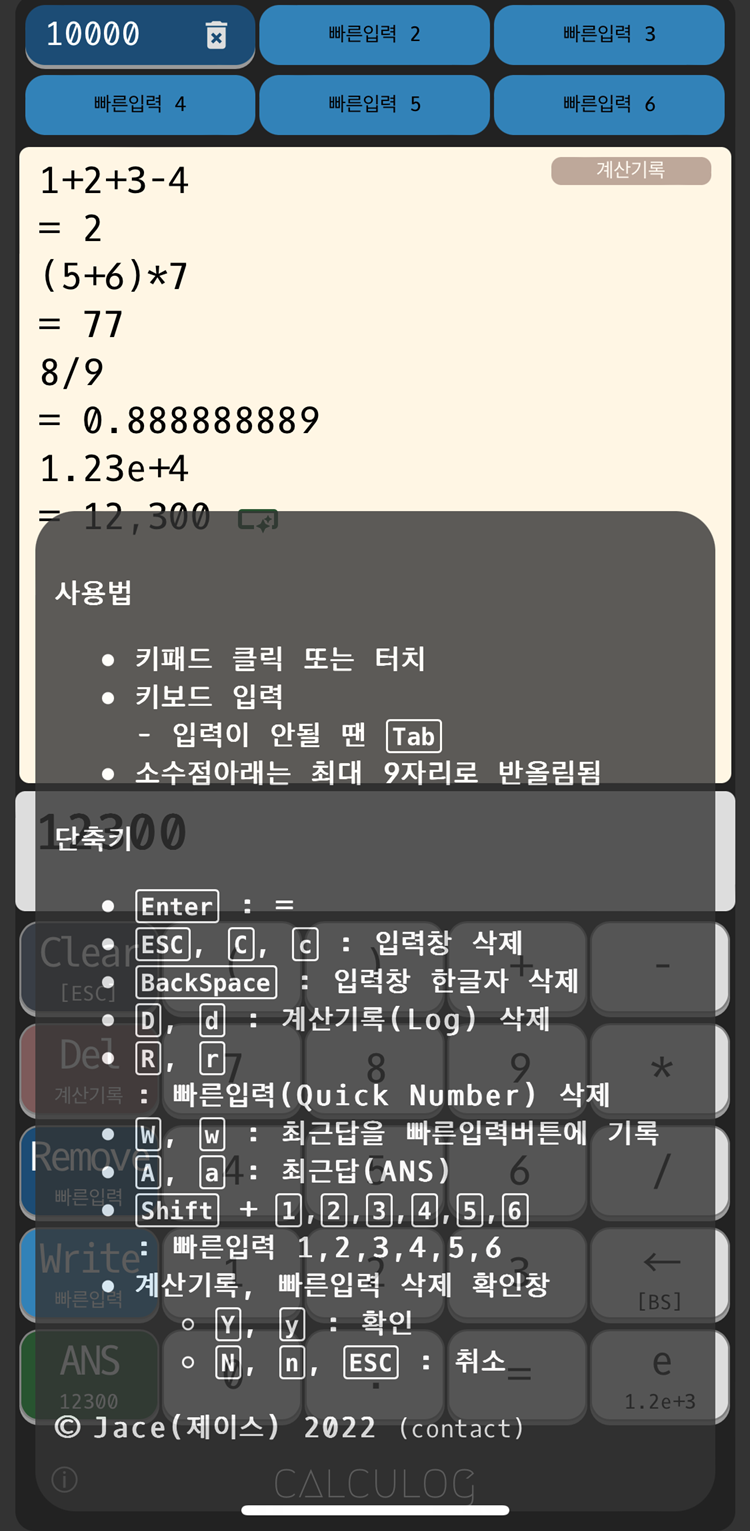 10000
빠른입력 2
빠른입력 3
빠른입력 4
빠른입력 5
빠른입력 6
계산기록
1+2+3-4
= 2
(5+6)*7
= 77
8/9
= 0.888888889
1.23e+4
= 12,300
사용법
• 키패드 클릭 또는 터치
• 키보드 입력
- 입력이 안될 땐 Tab
• 소수점아래는 최대 9자리로 반올림됨
12300
단축키
• Enter : =
• ESC, C, c : 입력창 삭제
• BackSpace : 입력창 한글자 삭제
• D, d : 계산기록(Log) 삭제
• R, r
: 빠른입력(Quick Number) 삭제
• W, w : 최근답을 빠른입력버튼에 기록
• A, a : 최근답(ANS)
• Shift + 1,2,3,4,5,6
: 빠른입력 1,2,3,4,5,6
• 계산기록, 빠른입력 삭제 확인창
◦ Y, y : 확인
◦ N, n, ESC : 취소
© Jace(제이스) 2022 (contact)
Clear
[ESC]
(
)
+
-
Del
계산기록
7
8
9
*
Remove
빠른입력
4
5
6
/
Write
빠른입력
1
2
3
←
[BS]
ANS
12300
0
.
=
e
1.2e+3
CALCULOG